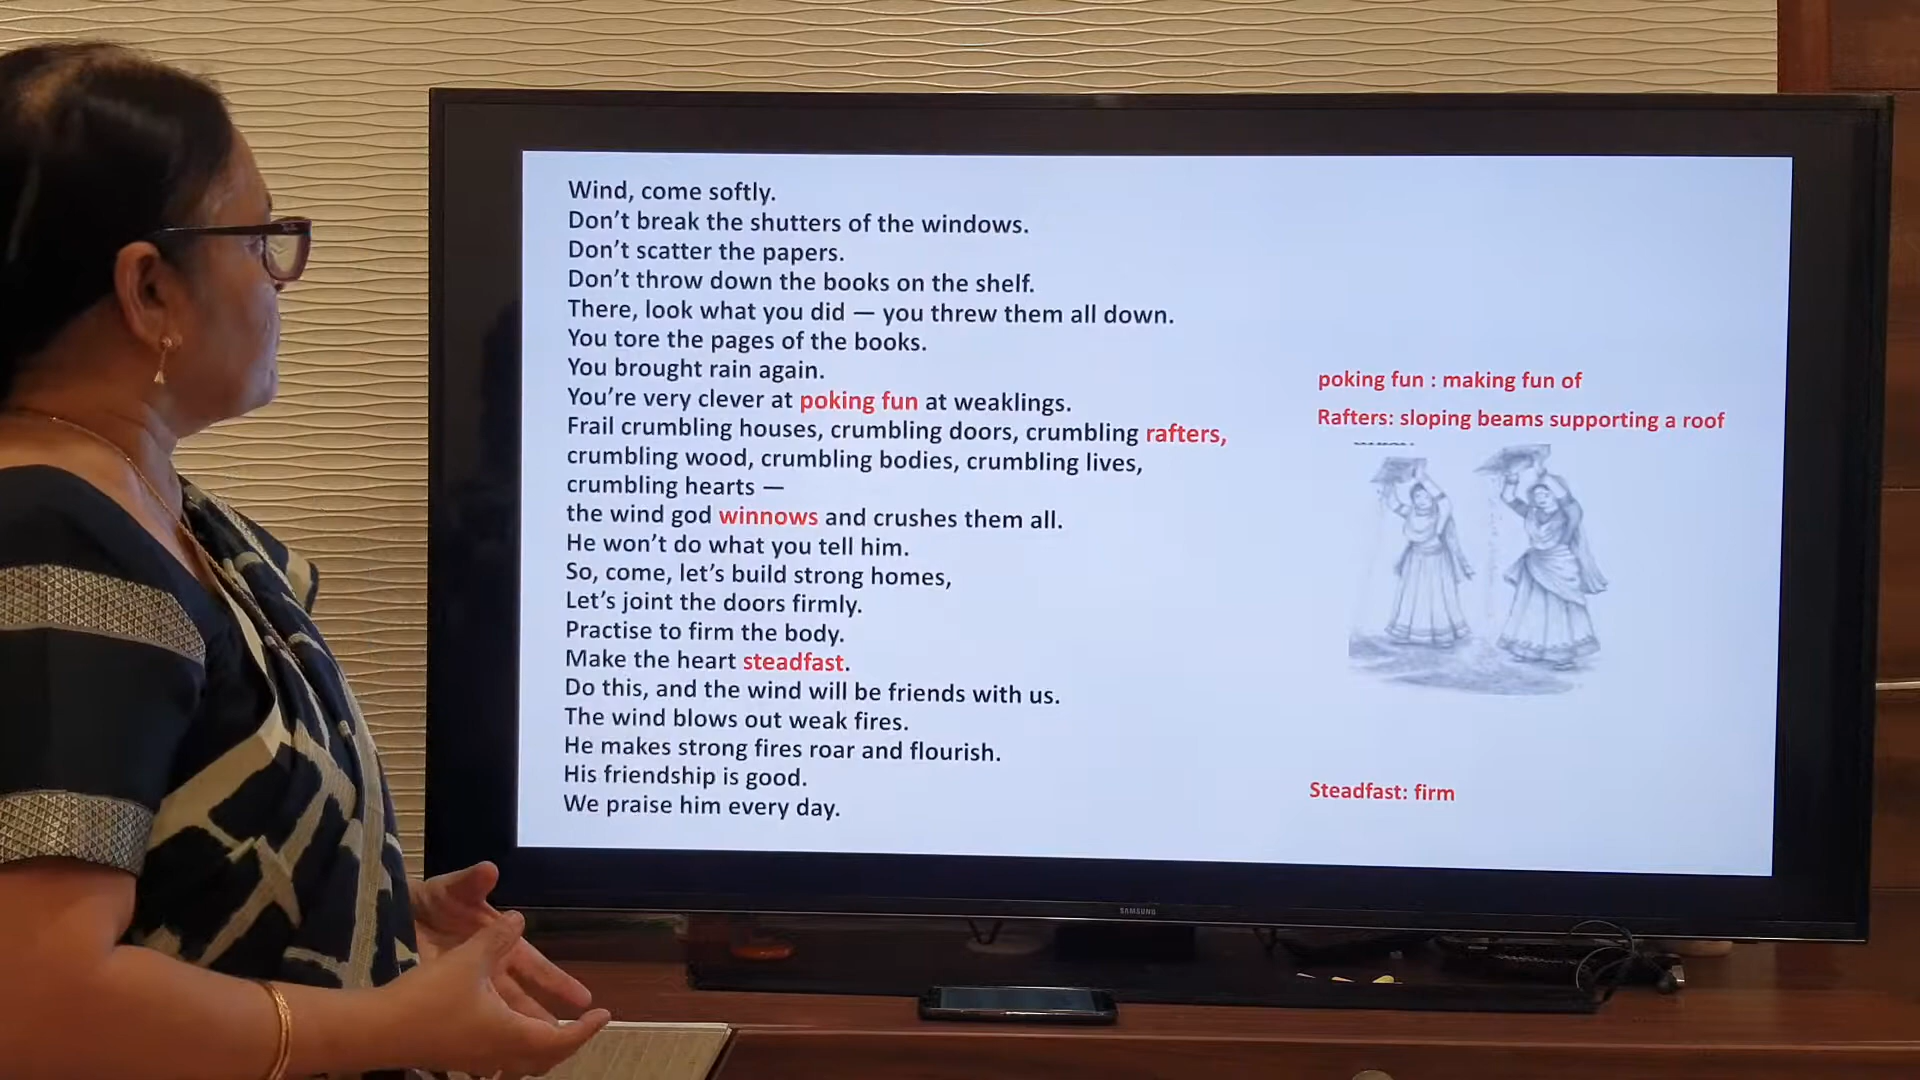 Wind, come softly.
Don't break the shutters of the windows.
Don't scatter the papers.
Don't throw down the books on the shelf.
There, look what you did — you threw them all down.
You tore the pages of the books.
You brought rain again.
You're very clever at poking fun at weaklings.
Frail crumbling houses, crumbling doors, crumbling rafters,
crumbling wood, crumbling bodies, crumbling lives,
crumbling hearts —
the wind god winnows and crushes them all.
He won't do what you tell him.
So, come, let's build strong homes,
Let's joint the doors firmly.
Practise to firm the body.
Make the heart steadfast.
Do this, and the wind will be friends with us.
The wind blows out weak fires.
He makes strong fires roar and flourish.
His friendship is good.
We praise him every day.
poking fun : making fun of
Rafters: sloping beams supporting a roof
Steadfast: firm
SAMSUNG